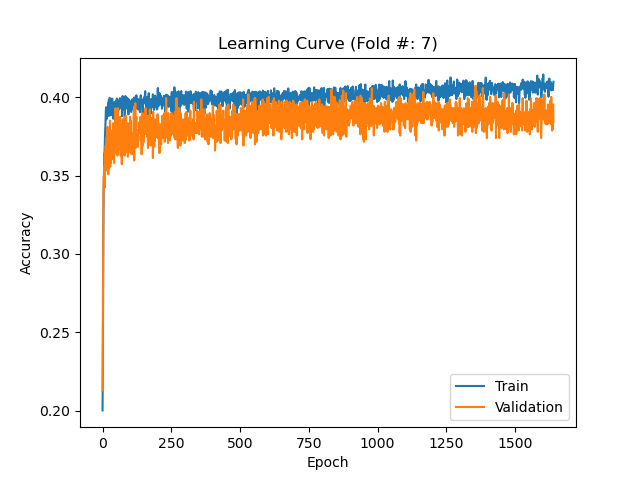 Learning Curve (Fold #: 7)
0.40
0.35
0.30
0.25
0.20
Accuracy
Train
Validation
0 250 500 750 1000 1250 1500
Epoch